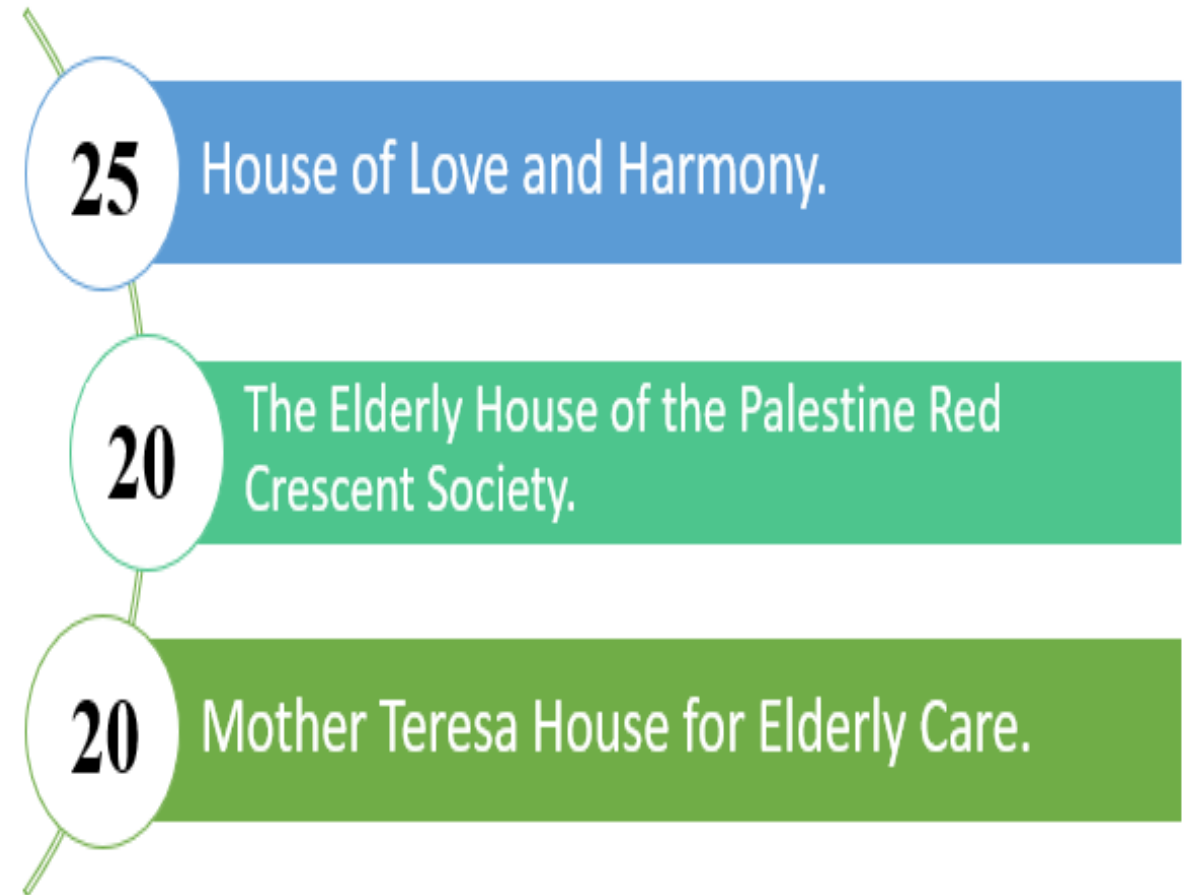 25
House of Love and Harmony.
20
The Elderly House of the Palestine Red
Crescent Society.
20
Mother Teresa House for Elderly Care.